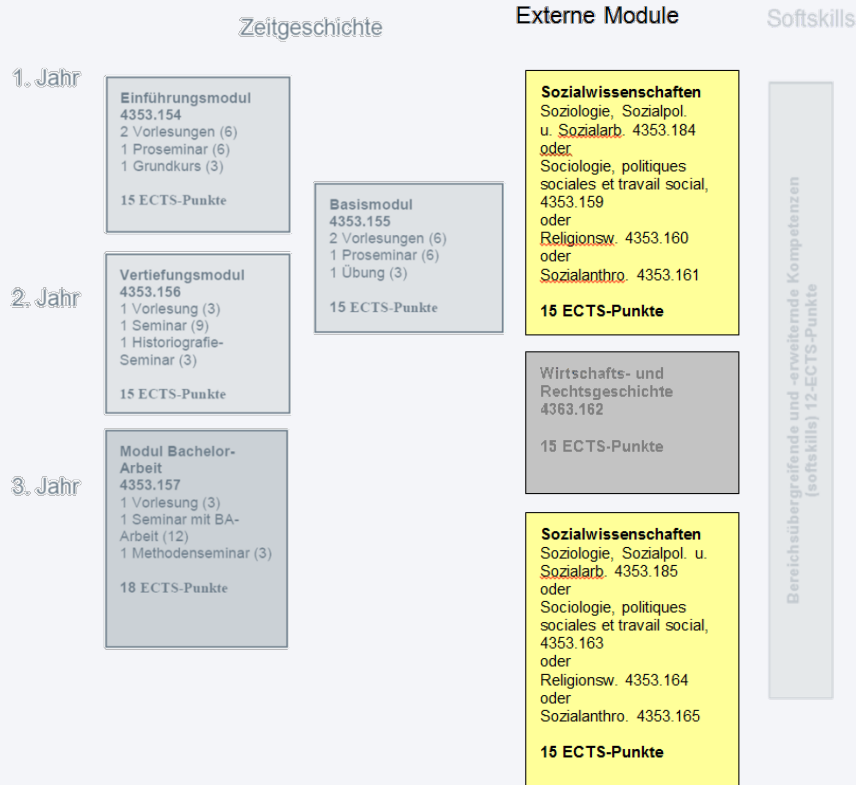 Zeitgeschichte
Externe Module
Softskills
1. Jahr
2. Jahr
3. Jahr
Einführungsmodul
4353.154
2 Vorlesungen (6)
1 Proseminar (6)
1 Grundkurs (3)
15 ECTS-Punkte
Vertiefungsmodul
4353.156
1 Vorlesung (3)
1 Seminar (9)
1 Historiografie-
Seminar (3)
15 ECTS-Punkte
Modul Bachelor-
Arbeit
4353.157
1 Vorlesung (3)
1 Seminar mit BA-
Arbeit (12)
1 Methodenseminar (3)
18 ECTS-Punkte
Basismodul
4353.155
2 Vorlesungen (6)
1 Proseminar (6)
1 Übung (3)
15 ECTS-Punkte
Sozialwissenschaften
Soziologie, Sozialpol.
u. Sozialarb. 4353.184
oder
Sociologie, politiques
sociales et travail social,
4353.159
oder
Religionsw. 4353.160
oder
Sozialanthro. 4353.161
15 ECTS-Punkte
Wirtschafts- und
Rechtsgeschichte
4363.162
15 ECTS-Punkte
Sozialwissenschaften
Soziologie, Sozialpol. u.
Sozialarb. 4353.185
oder
Sociologie, politiques
sociales et travail social,
4353.163
oder
Religionsw. 4353.164
oder
Sozialanthro. 4353.165
15 ECTS-Punkte
Bereichsübergreifende und -erweiternde Kompetenzen
(softskills) 12-ECTS-Punkte